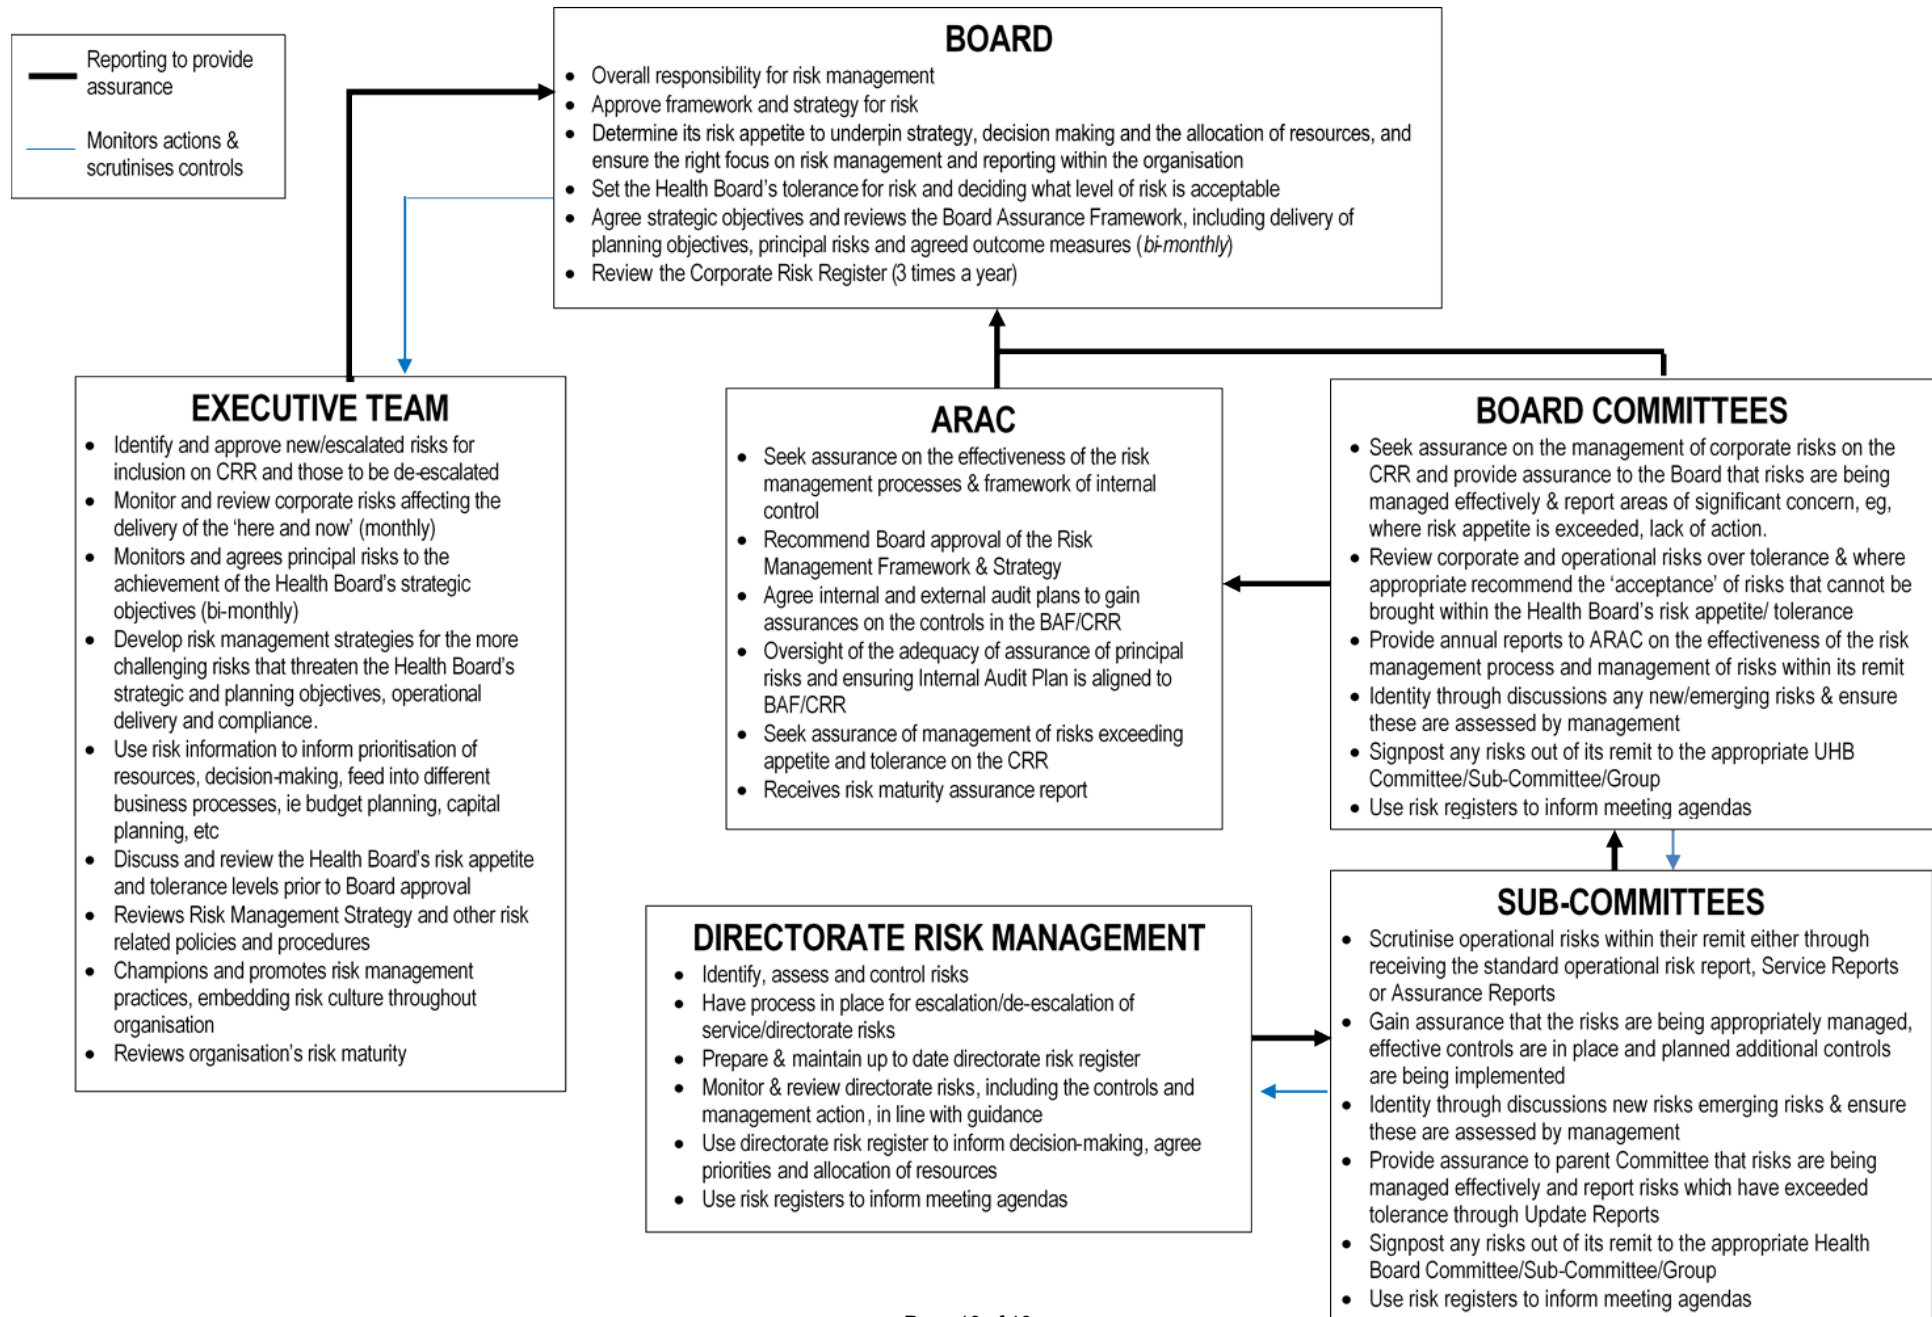 Reporting to provide
assurance
Monitors actions &
scrutinises controls
BOARD
• Overall responsibility for risk management
• Approve framework and strategy for risk
• Determine its risk appetite to underpin strategy, decision making and the allocation of resources, and
ensure the right focus on risk management and reporting within the organisation
• Set the Health Board's tolerance for risk and deciding what level of risk is acceptable
• Agree strategic objectives and reviews the Board Assurance Framework, including delivery of
planning objectives, principal risks and agreed outcome measures (bi-monthly)
• Review the Corporate Risk Register (3 times a year)
EXECUTIVE TEAM
• Identify and approve new/escalated risks for
inclusion on CRR and those to be de-escalated
• Monitor and review corporate risks affecting the
delivery of the 'here and now' (monthly)
• Monitors and agrees principal risks to the
achievement of the Health Board's strategic
objectives (bi-monthly)
• Develop risk management strategies for the more
challenging risks that threaten the Health Board's
strategic and planning objectives, operational
delivery and compliance.
• Use risk information to inform prioritisation of
resources, decision-making, feed into different
business processes, ie budget planning, capital
planning, etc
• Discuss and review the Health Board's risk appetite
and tolerance levels prior to Board approval
• Reviews Risk Management Strategy and other risk
related policies and procedures
• Champions and promotes risk management
practices, embedding risk culture throughout
organisation
• Reviews organisation's risk maturity
ARAC
• Seek assurance on the effectiveness of the risk
management processes & framework of internal
control
• Recommend Board approval of the Risk
Management Framework & Strategy
• Agree internal and external audit plans to gain
assurances on the controls in the BAF/CRR
• Oversight of the adequacy of assurance of principal
risks and ensuring Internal Audit Plan is aligned to
BAF/CRR
• Seek assurance of management of risks exceeding
appetite and tolerance on the CRR
• Receives risk maturity assurance report
BOARD COMMITTEES
• Seek assurance on the management of corporate risks on the
CRR and provide assurance to the Board that risks are being
managed effectively & report areas of significant concern, eg,
where risk appetite is exceeded, lack of action.
• Review corporate and operational risks over tolerance & where
appropriate recommend the 'acceptance' of risks that cannot be
brought within the Health Board's risk appetite/ tolerance
• Provide annual reports to ARAC on the effectiveness of the risk
management process and management of risks within its remit
• Identity through discussions any new/emerging risks & ensure
these are assessed by management
• Signpost any risks out of its remit to the appropriate UHB
Committee/Sub-Committee/Group
• Use risk registers to inform meeting agendas
DIRECTORATE RISK MANAGEMENT
• Identify, assess and control risks
• Have process in place for escalation/de-escalation of
service/directorate risks
• Prepare & maintain up to date directorate risk register
• Monitor & review directorate risks, including the controls and
management action, in line with guidance
• Use directorate risk register to inform decision-making, agree
priorities and allocation of resources
• Use risk registers to inform meeting agendas
SUB-COMMITTEES
• Scrutinise operational risks within their remit either through
receiving the standard operational risk report, Service Reports
or Assurance Reports
• Gain assurance that the risks are being appropriately managed,
effective controls are in place and planned additional controls
are being implemented
• Identity through discussions new risks emerging risks & ensure
these are assessed by management
• Provide assurance to parent Committee that risks are being
managed effectively and report risks which have exceeded
tolerance through Update Reports
• Signpost any risks out of its remit to the appropriate Health
Board Committee/Sub-Committee/Group
• Use risk registers to inform meeting agendas